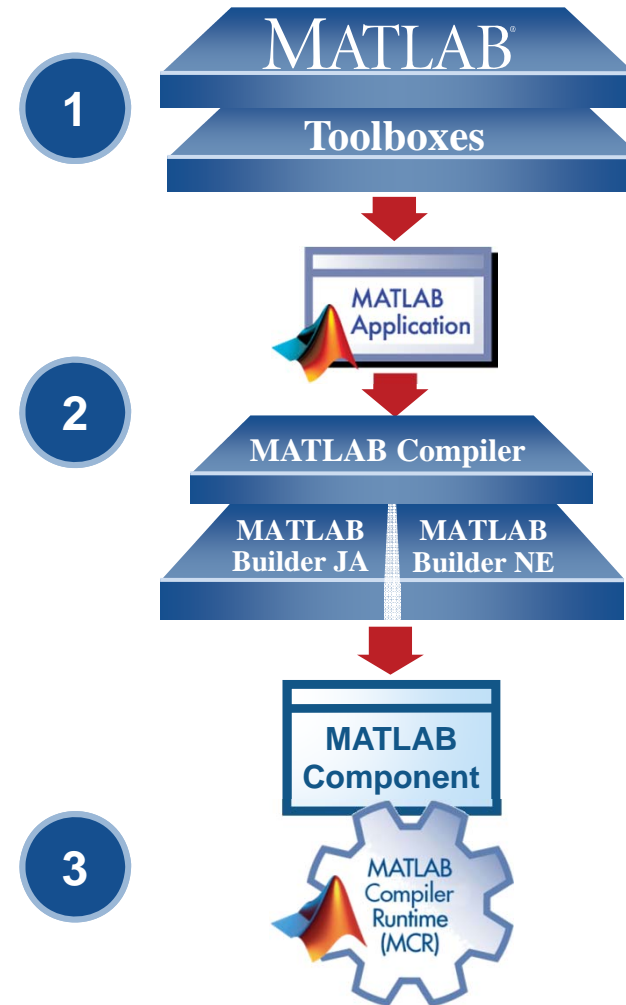 1
MATLAB®
Toolboxes
MATLAB
Application
2
MATLAB Compiler
MATLAB
Builder JA
MATLAB
Builder NE
MATLAB
Component
3
MATLAB
Compiler
Runtime
(MCR)